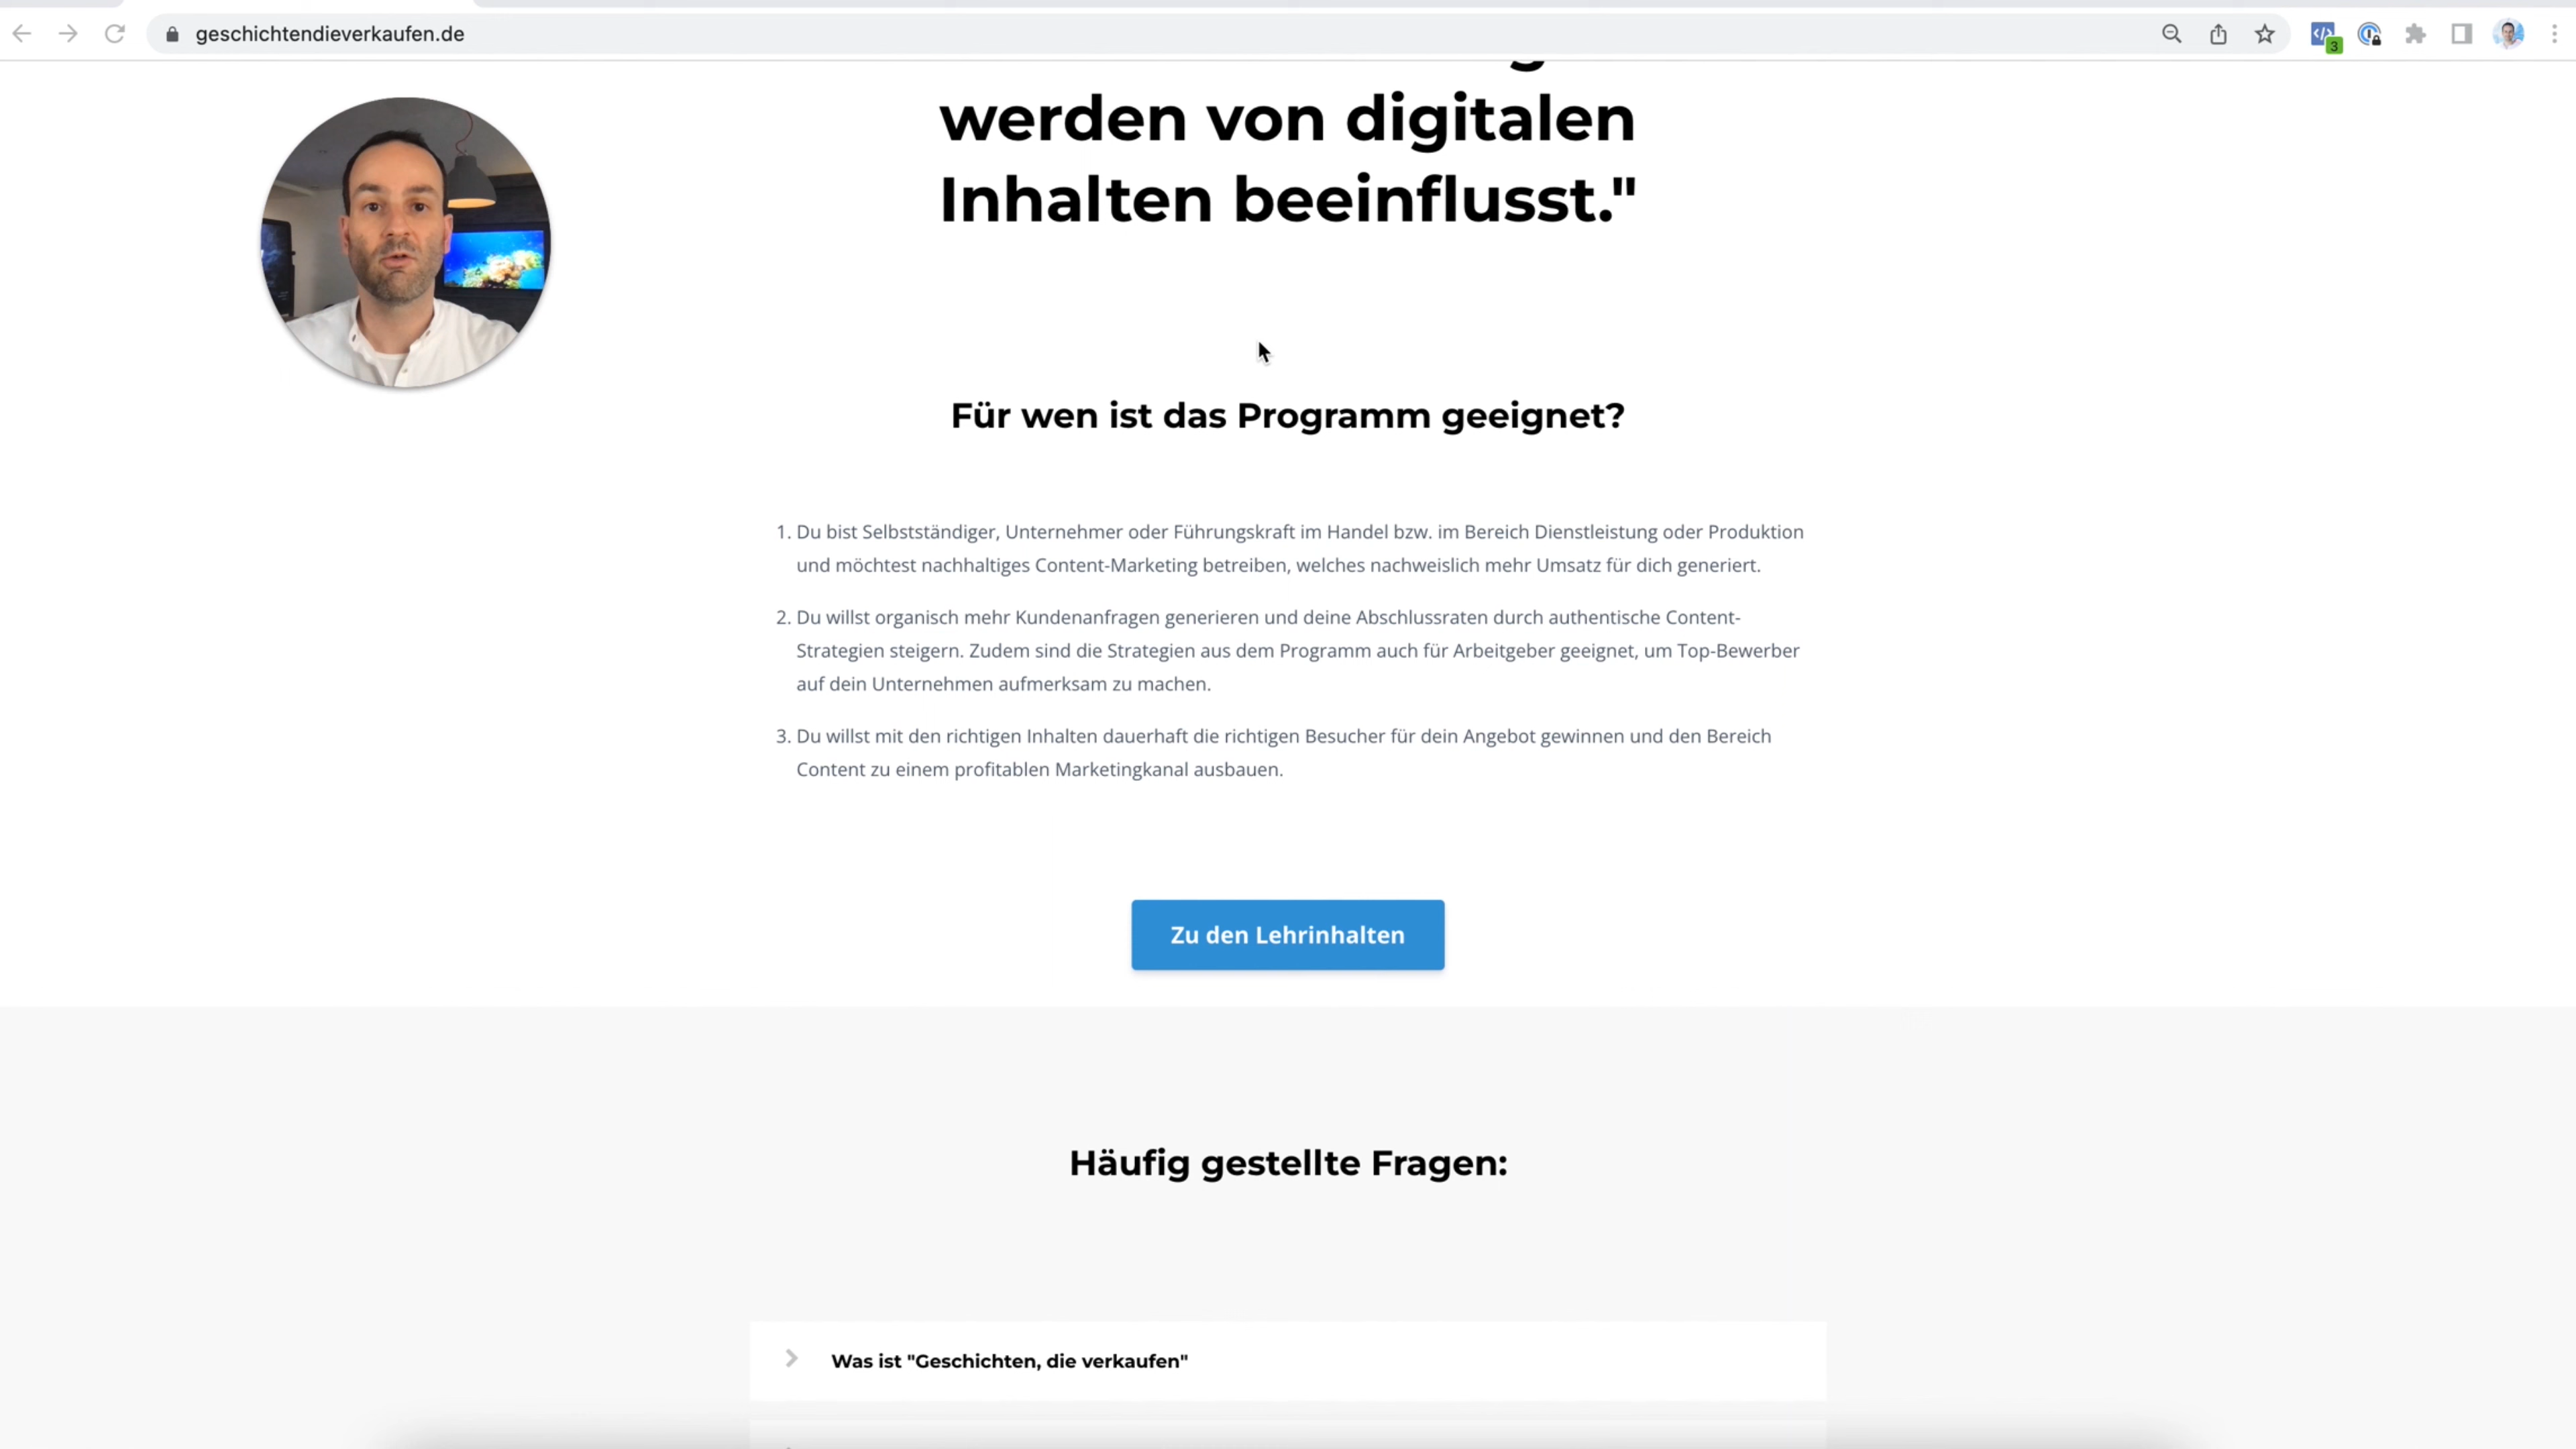 geschichtendieverkaufen.de
3
werden von digitalen
Inhalten beeinflusst."
Für wen ist das Programm geeignet?
1. Du bist Selbstständiger, Unternehmer oder Führungskraft im Handel bzw. im Bereich Dienstleistung oder Produktion
und möchtest nachhaltiges Content-Marketing betreiben, welches nachweislich mehr Umsatz für dich generiert.
2. Du willst organisch mehr Kundenanfragen generieren und deine Abschlussraten durch authentische Content-
Strategien steigern. Zudem sind die Strategien aus dem Programm auch für Arbeitgeber geeignet, um Top-Bewerber
auf dein Unternehmen aufmerksam zu machen.
3. Du willst mit den richtigen Inhalten dauerhaft die richtigen Besucher für dein Angebot gewinnen und den Bereich
Content zu einem profitablen Marketingkanal ausbauen.
Zu den Lehrinhalten
Häufig gestellte Fragen:
Was ist "Geschichten, die verkaufen"